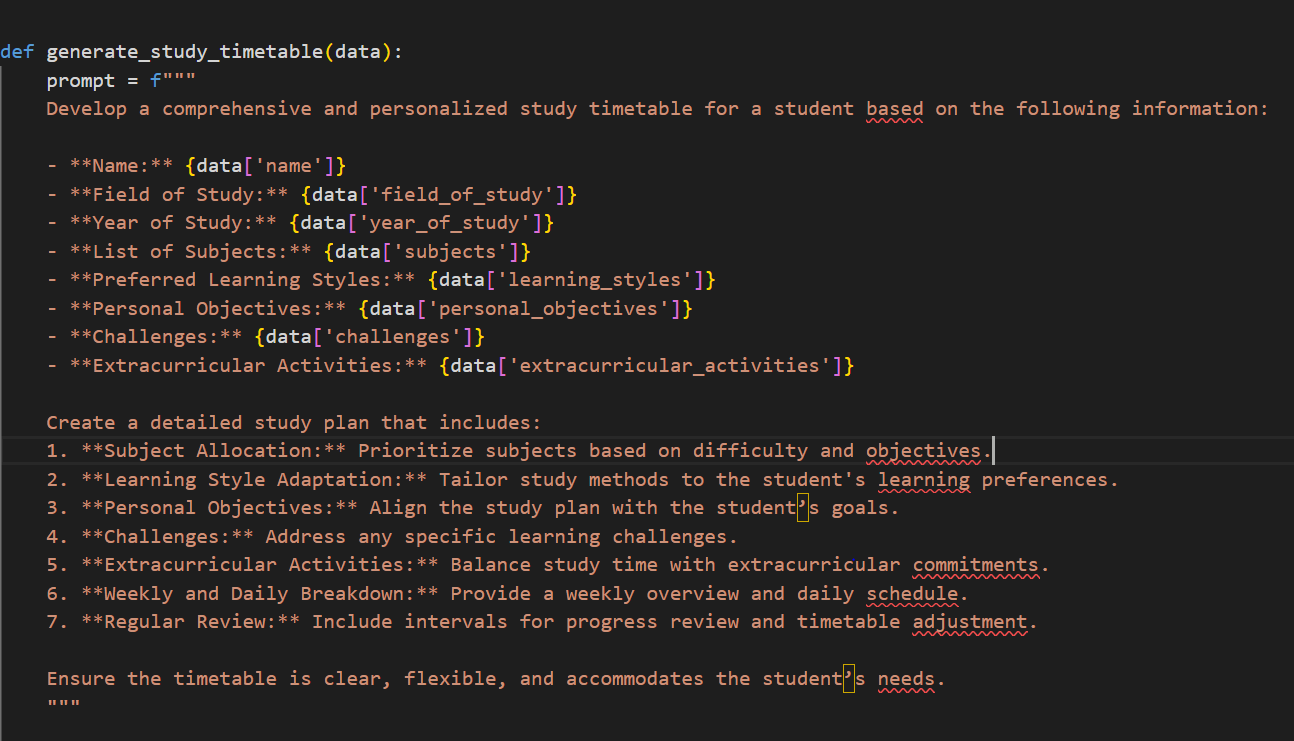 def generate_study_timetable(data):
prompt = f"""
Develop a comprehensive and personalized study timetable for a student based on the following information:
- **Name:** {data['name']}
- **Field of Study:** {data['field_of_study']}
- **Year of Study:** {data['year_of_study']}
- **List of Subjects:** {data['subjects']}
- **Preferred Learning Styles:** {data['learning_styles']}
- **Personal Objectives:** {data['personal_objectives']}
- **Challenges:** {data['challenges']}
- **Extracurricular Activities:** {data['extracurricular_activities']}
Create a detailed study plan that includes:
1. **Subject Allocation:** Prioritize subjects based on difficulty and objectives.
2. **Learning Style Adaptation:** Tailor study methods to the student's learning preferences.
3. **Personal Objectives:** Align the study plan with the student’s goals.
4. **Challenges:** Address any specific learning challenges.
5. **Extracurricular Activities:** Balance study time with extracurricular commitments.
6. **Weekly and Daily Breakdown:** Provide a weekly overview and daily schedule.
7. **Regular Review:** Include intervals for progress review and timetable adjustment.
Ensure the timetable is clear, flexible, and accommodates the student’s needs.
"""